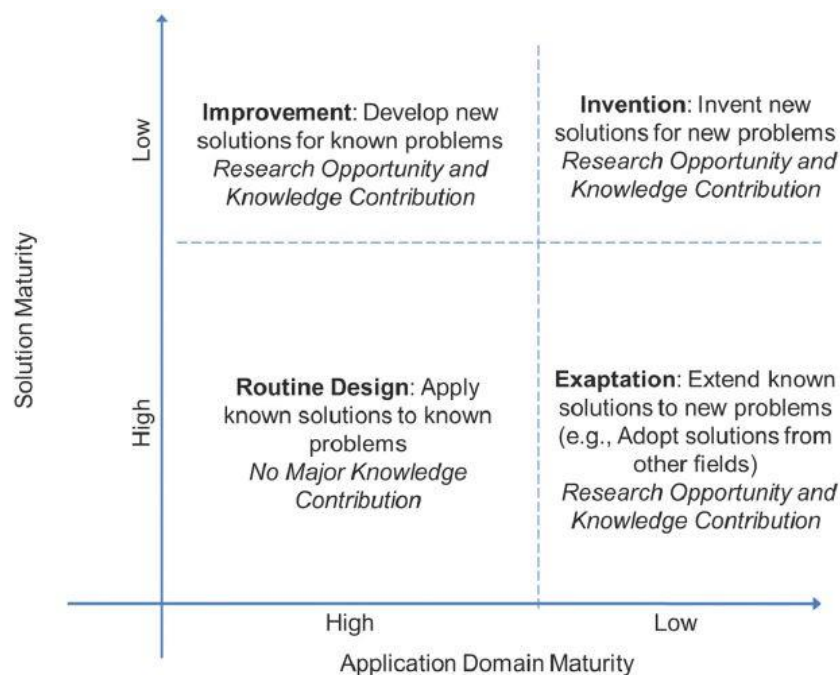 Improvement: Develop new
solutions for known problems
Research Opportunity and
Knowledge Contribution
Invention: Invent new
solutions for new problems
Research Opportunity and
Knowledge Contribution
Low
Solution Maturity
High
Routine Design: Apply
known solutions to known
problems
No Major Knowledge
Contribution
Exaptation: Extend known
solutions to new problems
(e.g., Adopt solutions from
other fields)
Research Opportunity and
Knowledge Contribution
High
Low
Application Domain Maturity